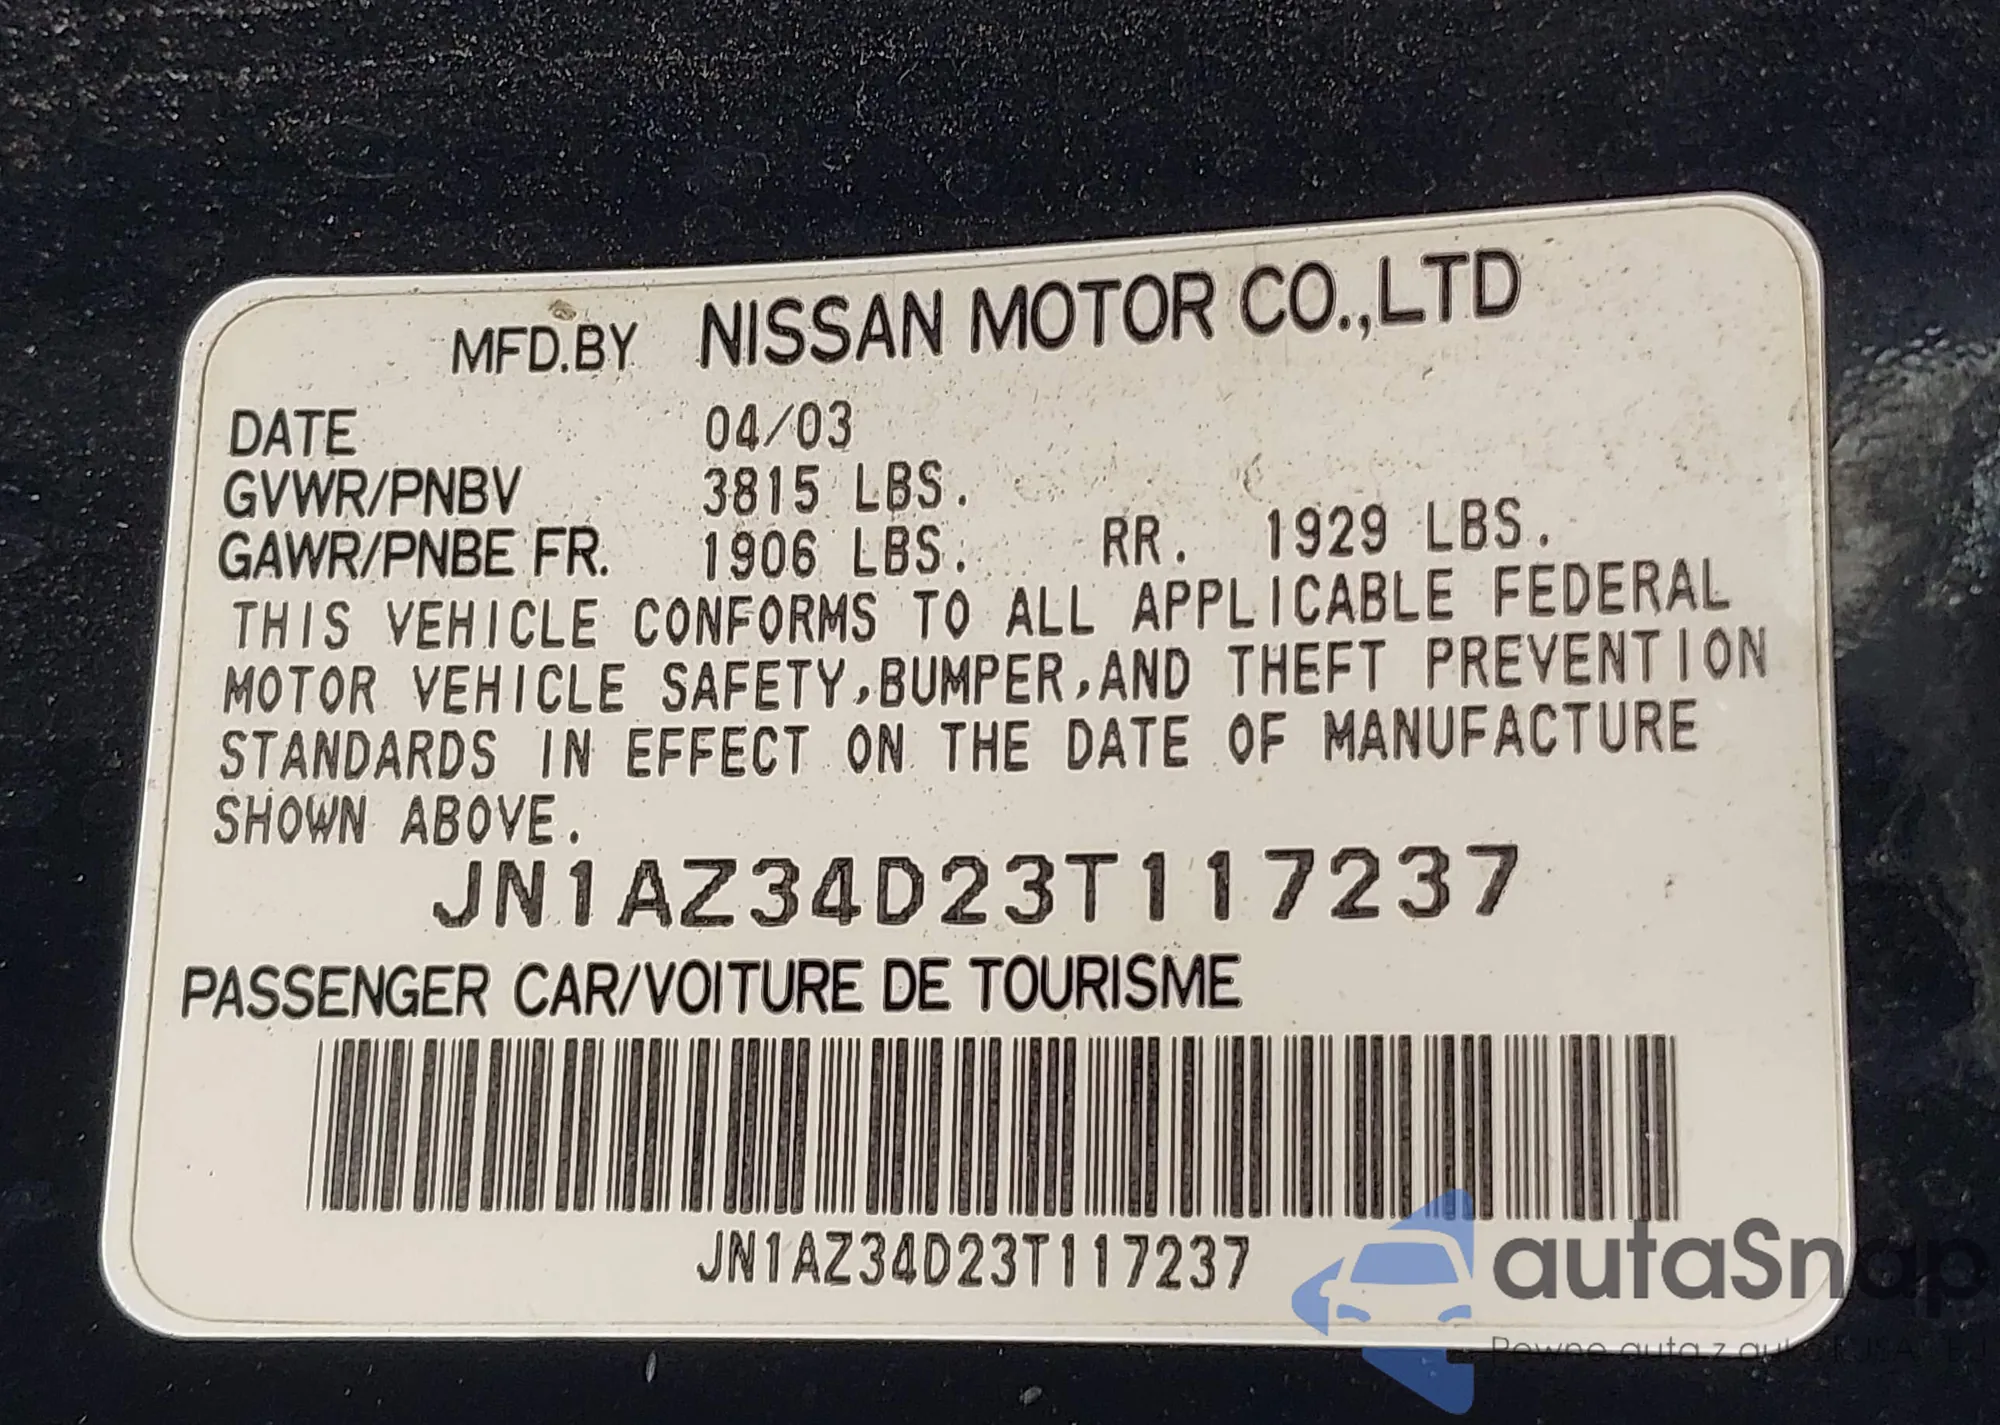 MFD.BY NISSAN MOTOR CO.,LTD
DATE 04/03
GVWR/PNBV 3815 LBS.
GAWR/PNBE FR. 1906 LBS. RR. 1929 LBS.
THIS VEHICLE CONFORMS TO ALL APPLICABLE FEDERAL
MOTOR VEHICLE SAFETY,BUMPER,AND THEFT PREVENTION
STANDARDS IN EFFECT ON THE DATE OF MANUFACTURE
SHOWN ABOVE.
JN1AZ34D23T117237
PASSENGER CAR/VOITURE DE TOURISME
JN1AZ34D23T117237
autaSnap
Pewne auta z